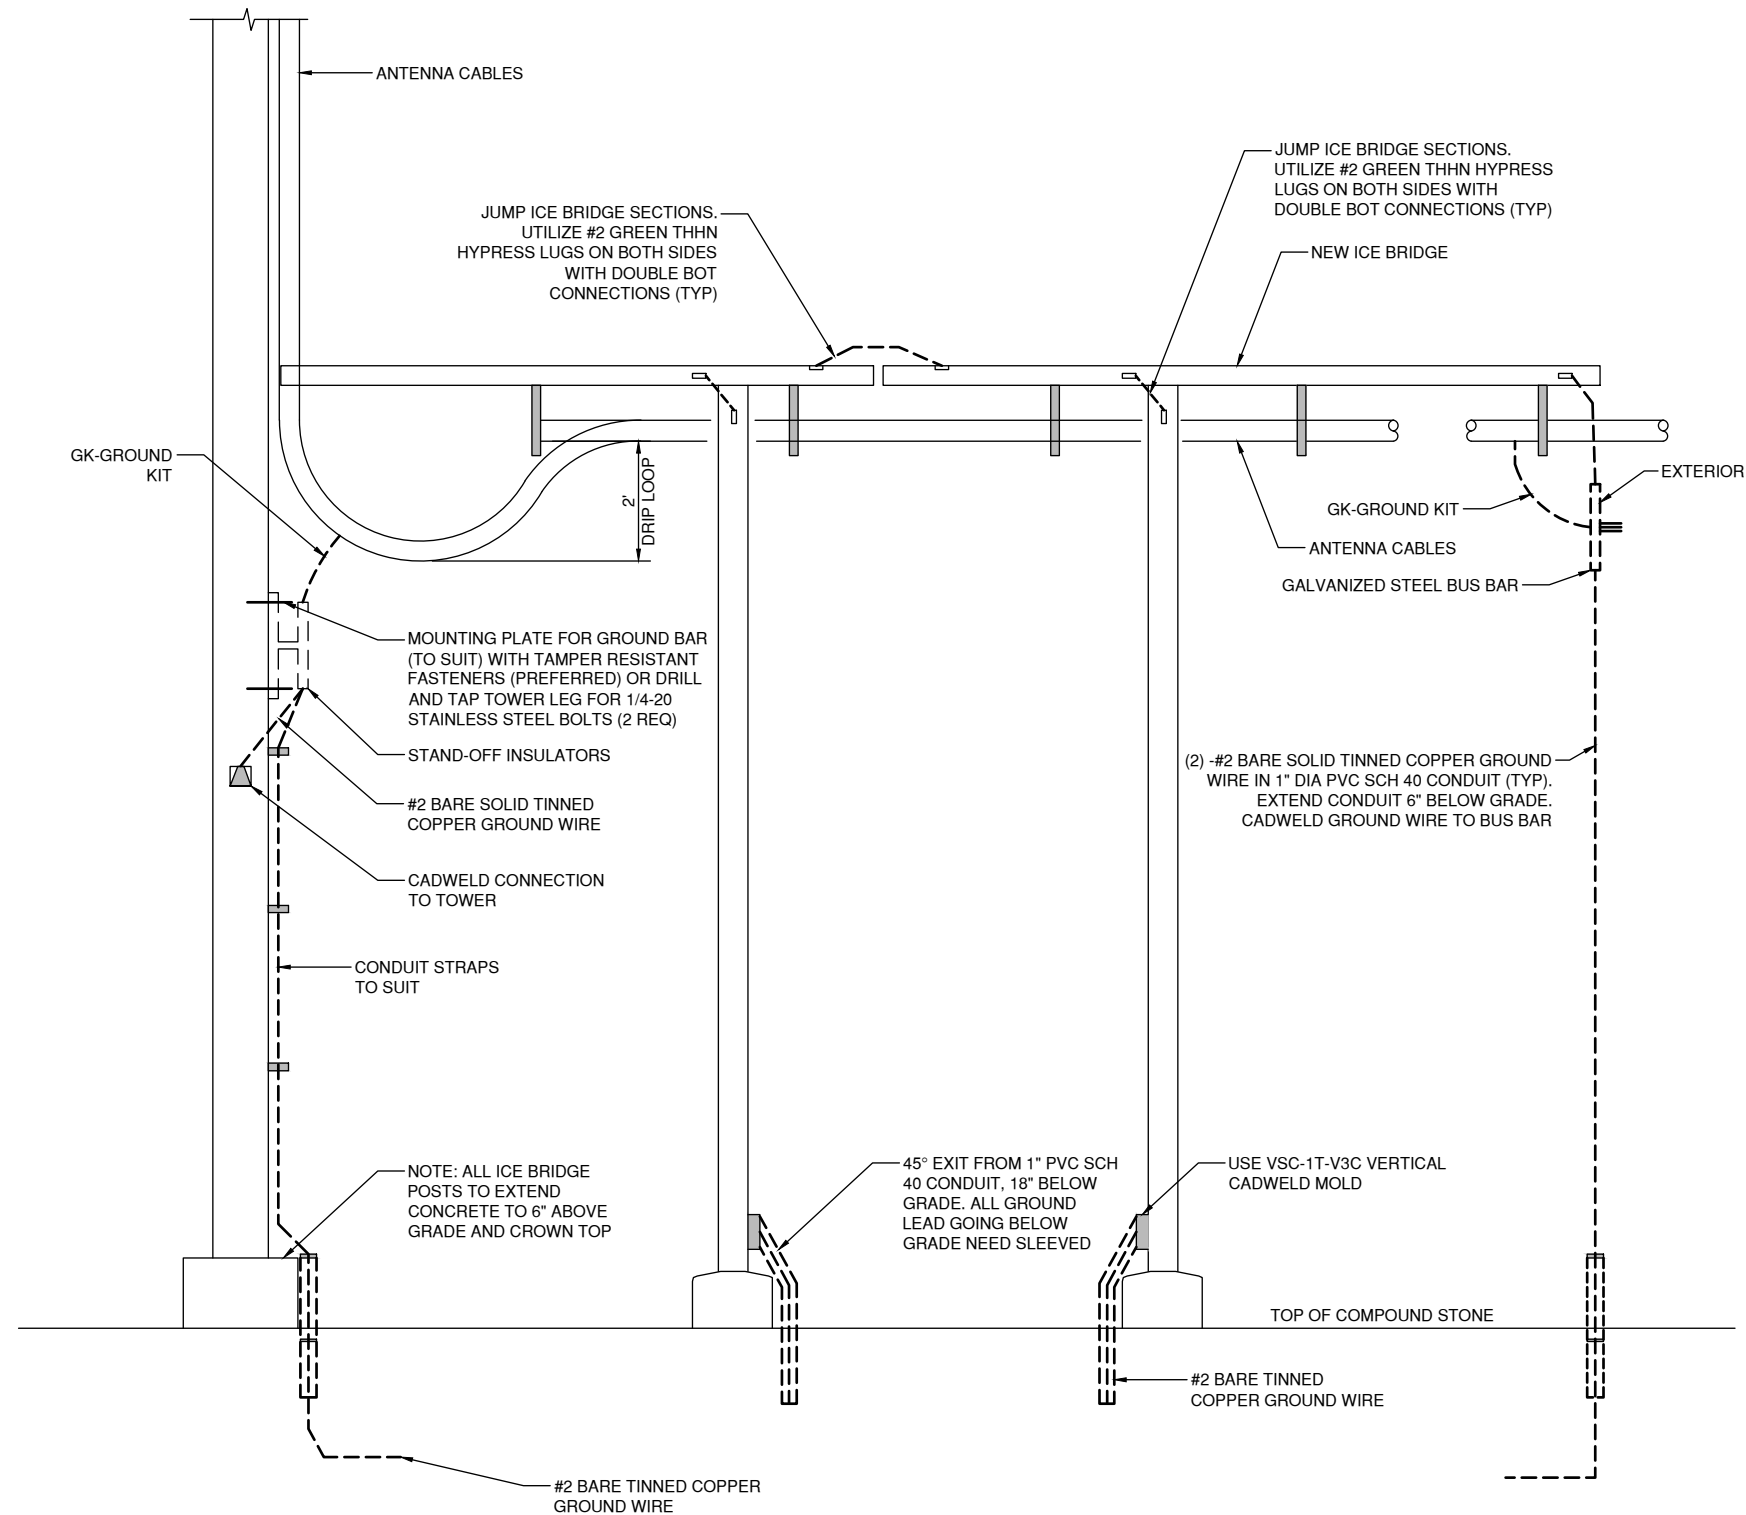 ANTENNA CABLES
JUMP ICE BRIDGE SECTIONS.
UTILIZE #2 GREEN THHN HYPRESS
LUGS ON BOTH SIDES WITH
DOUBLE BOT CONNECTIONS (TYP)
JUMP ICE BRIDGE SECTIONS.
UTILIZE #2 GREEN THHN
HYPRESS LUGS ON BOTH SIDES
WITH DOUBLE BOT
CONNECTIONS (TYP)
NEW ICE BRIDGE
GK-GROUND
KIT
2'
DRIP LOOP
EXTERIOR
GK-GROUND KIT
ANTENNA CABLES
GALVANIZED STEEL BUS BAR
MOUNTING PLATE FOR GROUND BAR
(TO SUIT) WITH TAMPER RESISTANT
FASTENERS (PREFERRED) OR DRILL
AND TAP TOWER LEG FOR 1/4-20
STAINLESS STEEL BOLTS (2 REQ)
STAND-OFF INSULATORS
#2 BARE SOLID TINNED
COPPER GROUND WIRE
(2) -#2 BARE SOLID TINNED COPPER GROUND
WIRE IN 1" DIA PVC SCH 40 CONDUIT (TYP).
EXTEND CONDUIT 6" BELOW GRADE.
CADWELD GROUND WIRE TO BUS BAR
CADWELD CONNECTION
TO TOWER
CONDUIT STRAPS
TO SUIT
NOTE: ALL ICE BRIDGE
POSTS TO EXTEND
CONCRETE TO 6" ABOVE
GRADE AND CROWN TOP
45° EXIT FROM 1" PVC SCH
40 CONDUIT, 18" BELOW
GRADE. ALL GROUND
LEAD GOING BELOW
GRADE NEED SLEEVED
USE VSC-1T-V3C VERTICAL
CADWELD MOLD
TOP OF COMPOUND STONE
#2 BARE TINNED
COPPER GROUND WIRE
#2 BARE TINNED COPPER
GROUND WIRE